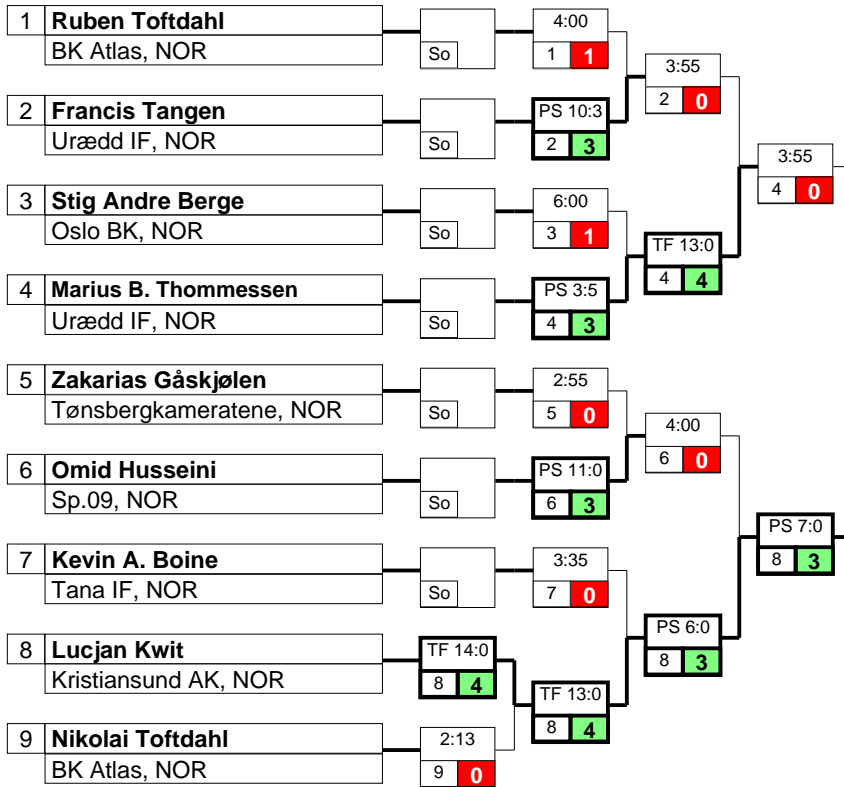 1 Ruben Toftdahl
BK Atlas, NOR
So
4:00
1 1
3:55
2 0
2 Francis Tangen
Urædd IF, NOR
So
PS 10:3
2 3
3:55
4 0
3 Stig Andre Berge
Oslo BK, NOR
So
6:00
3 1
TF 13:0
4 4
4 Marius B. Thommessen
Urædd IF, NOR
So
PS 3:5
4 3
5 Zakarias Gåskjølen
Tønsbergkameratene, NOR
So
2:55
5 0
4:00
6 0
6 Omid Husseini
Sp.09, NOR
So
PS 11:0
6 3
PS 7:0
8 3
7 Kevin A. Boine
Tana IF, NOR
So
3:35
7 0
PS 6:0
8 3
8 Lucjan Kwit
Kristiansund AK, NOR
TF 14:0
8 4
TF 13:0
8 4
9 Nikolai Toftdahl
BK Atlas, NOR
2:13
9 0